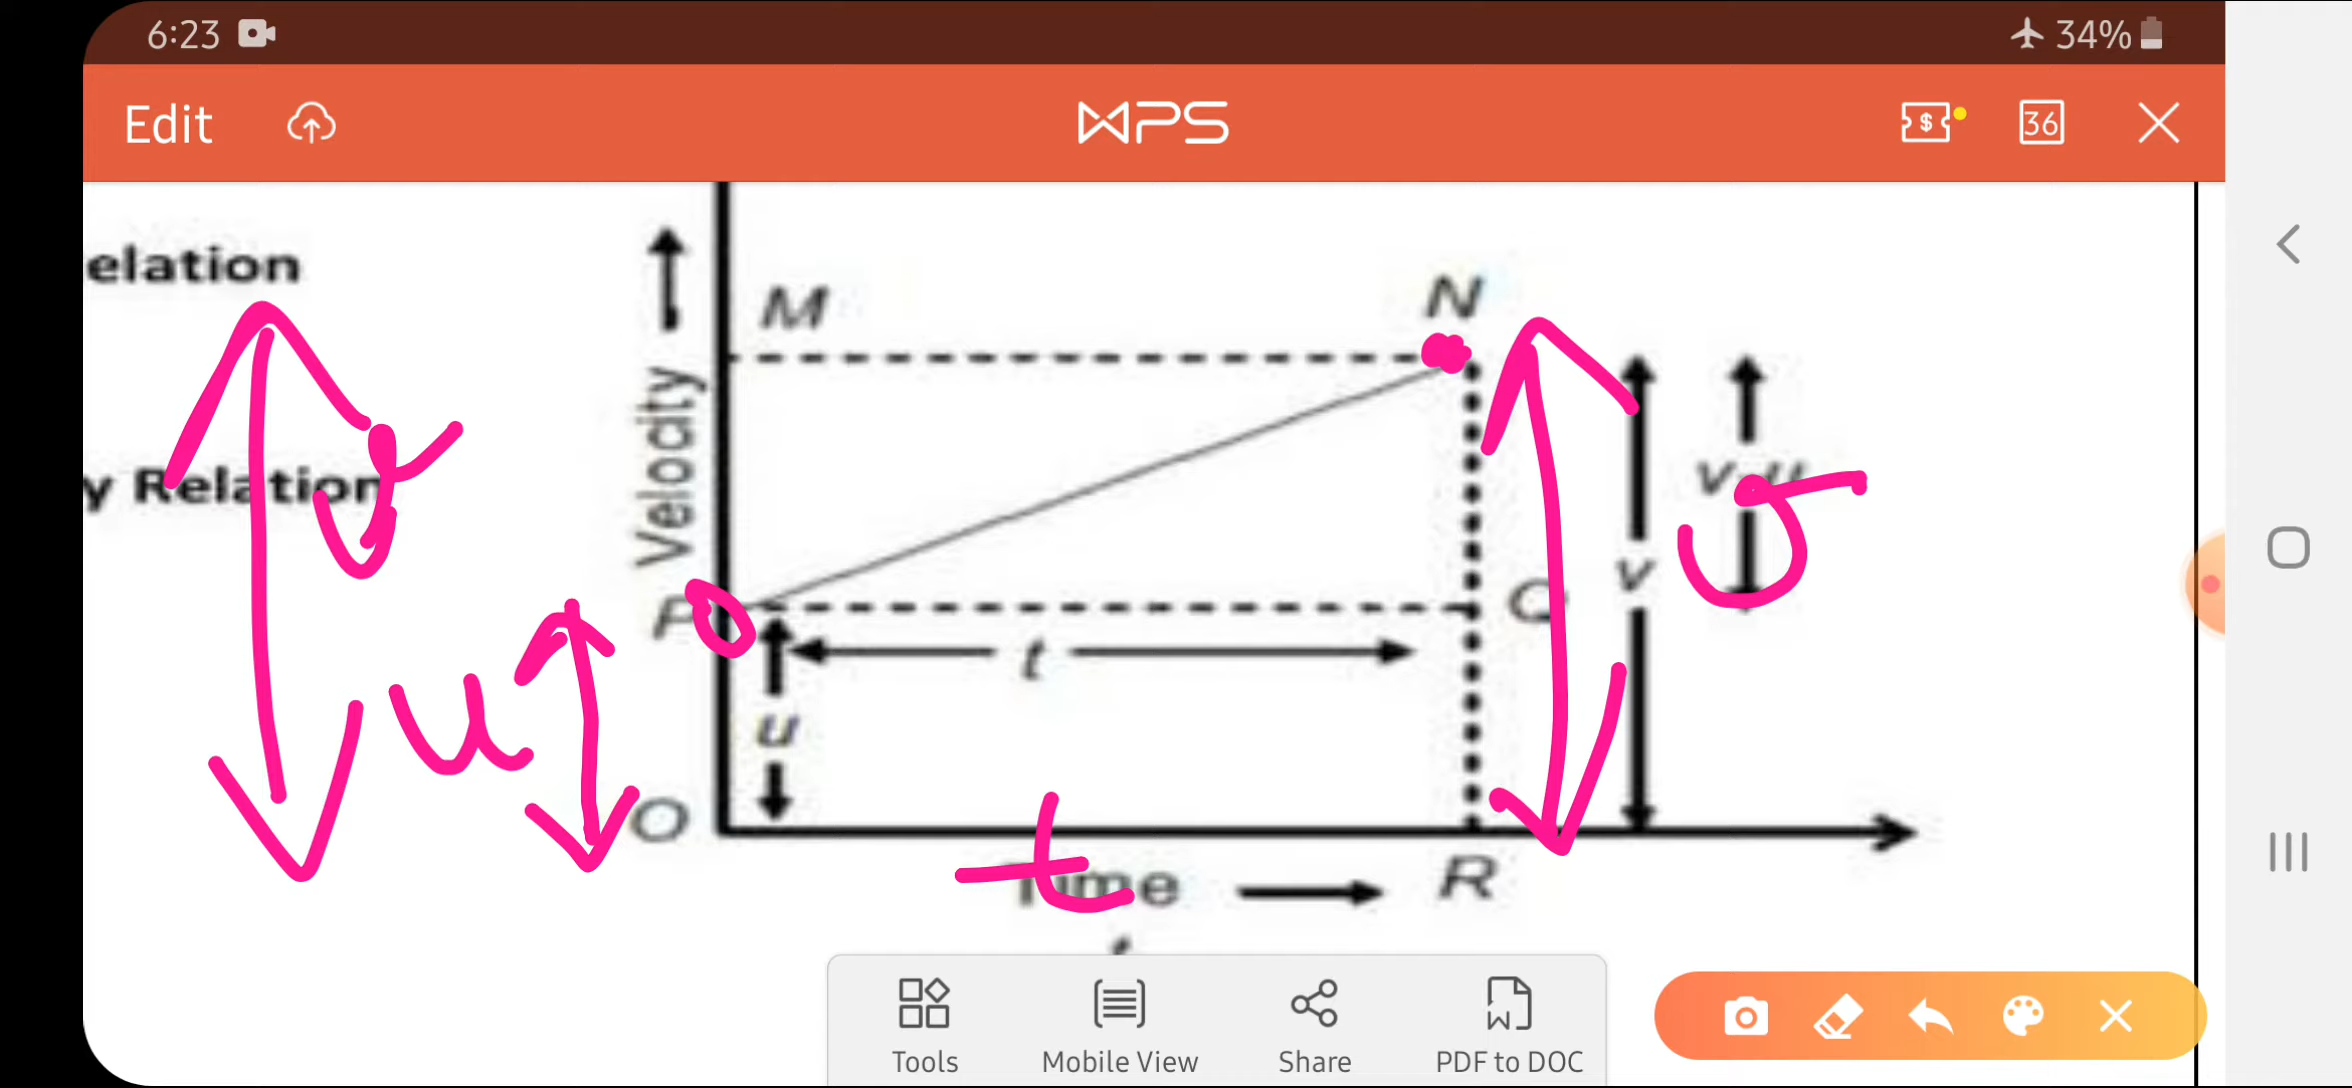 6:23 34%
Edit WPS $ 36
elation
y Relation
Velocity
M
N
v
u
v
P
v-u
Q
v
v
t
u
u
O
t
Time
R
Tools Mobile View Share PDF to DOC